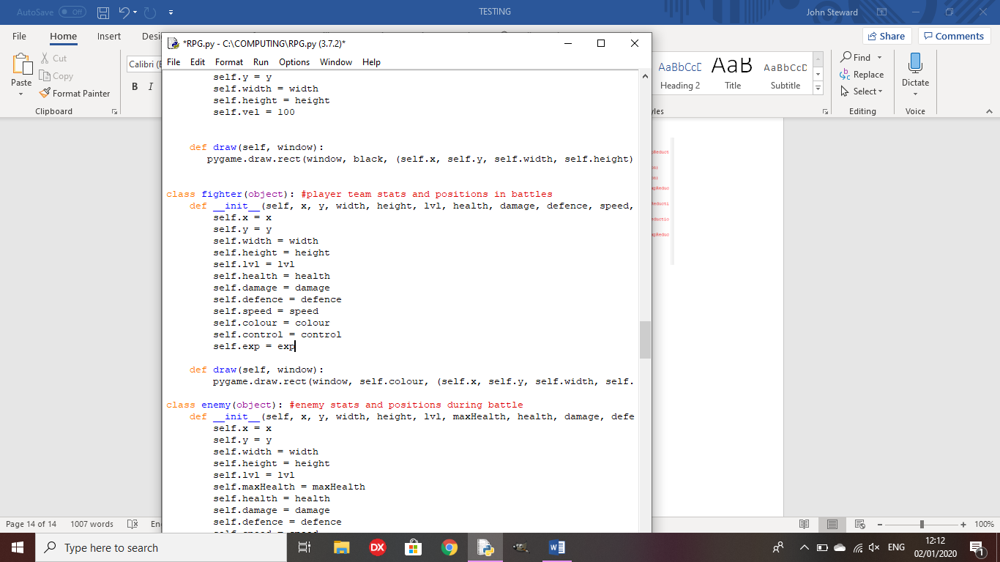 AutoSave Off TESTING John Steward
File Home Insert Share Comments
*RPG.py - C:\COMPUTING\RPG.py (3.7.2)*
File Edit Format Run Options Window Help
Paste
Cut
Copy
Format Painter
Clipboard
Calibri
B I
AaBbCcD AaB AaBbCcD
Heading 2 Title Subtitle
Find
Replace
Select
Editing
Dictate
Voice
self.y = y
self.width = width
self.height = height
self.vel = 100
def draw(self, window):
pygame.draw.rect(window, black, (self.x, self.y, self.width, self.height)
class fighter(object): #player team stats and positions in battles
def __init__(self, x, y, width, height, lvl, health, damage, defence, speed,
self.x = x
self.y = y
self.width = width
self.height = height
self.lvl = lvl
self.health = health
self.damage = damage
self.defence = defence
self.speed = speed
self.colour = colour
self.control = control
self.exp = exp
def draw(self, window):
pygame.draw.rect(window, self.colour, (self.x, self.y, self.width, self.
class enemy(object): #enemy stats and positions during battle
def __init__(self, x, y, width, height, lvl, maxHealth, health, damage, defe
self.x = x
self.y = y
self.width = width
self.height = height
self.lvl = lvl
self.maxHealth = maxHealth
self.health = health
self.damage = damage
self.defence = defence
Page 14 of 14 1007 words 100%
Type here to search
DX
W
ENG
12:12
02/01/2020
1